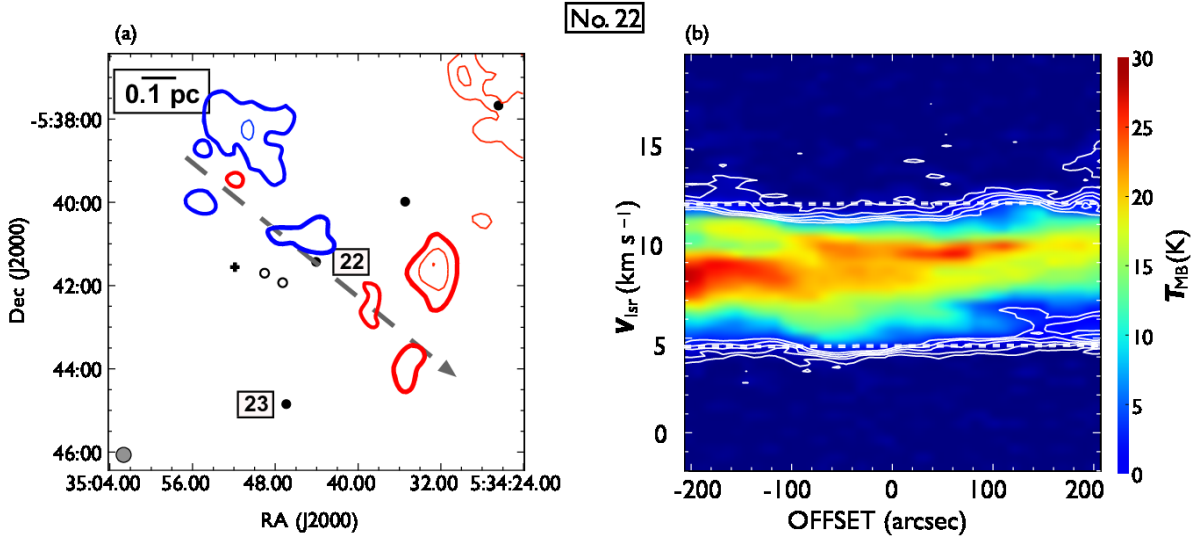 No. 22
(a)
0.1 pc
-5:38:00
40:00
42:00
44:00
46:00
Dec (J2000)
22
23
35:04.00 56.00 48.00 40.00 32.00 5:34:24.00
RA (J2000)
(b)
15
10
5
0
Vlsr (km s⁻¹)
-200 -100 0 100 200
OFFSET (arcsec)
30
25
20
15
10
5
0
TMB (K)